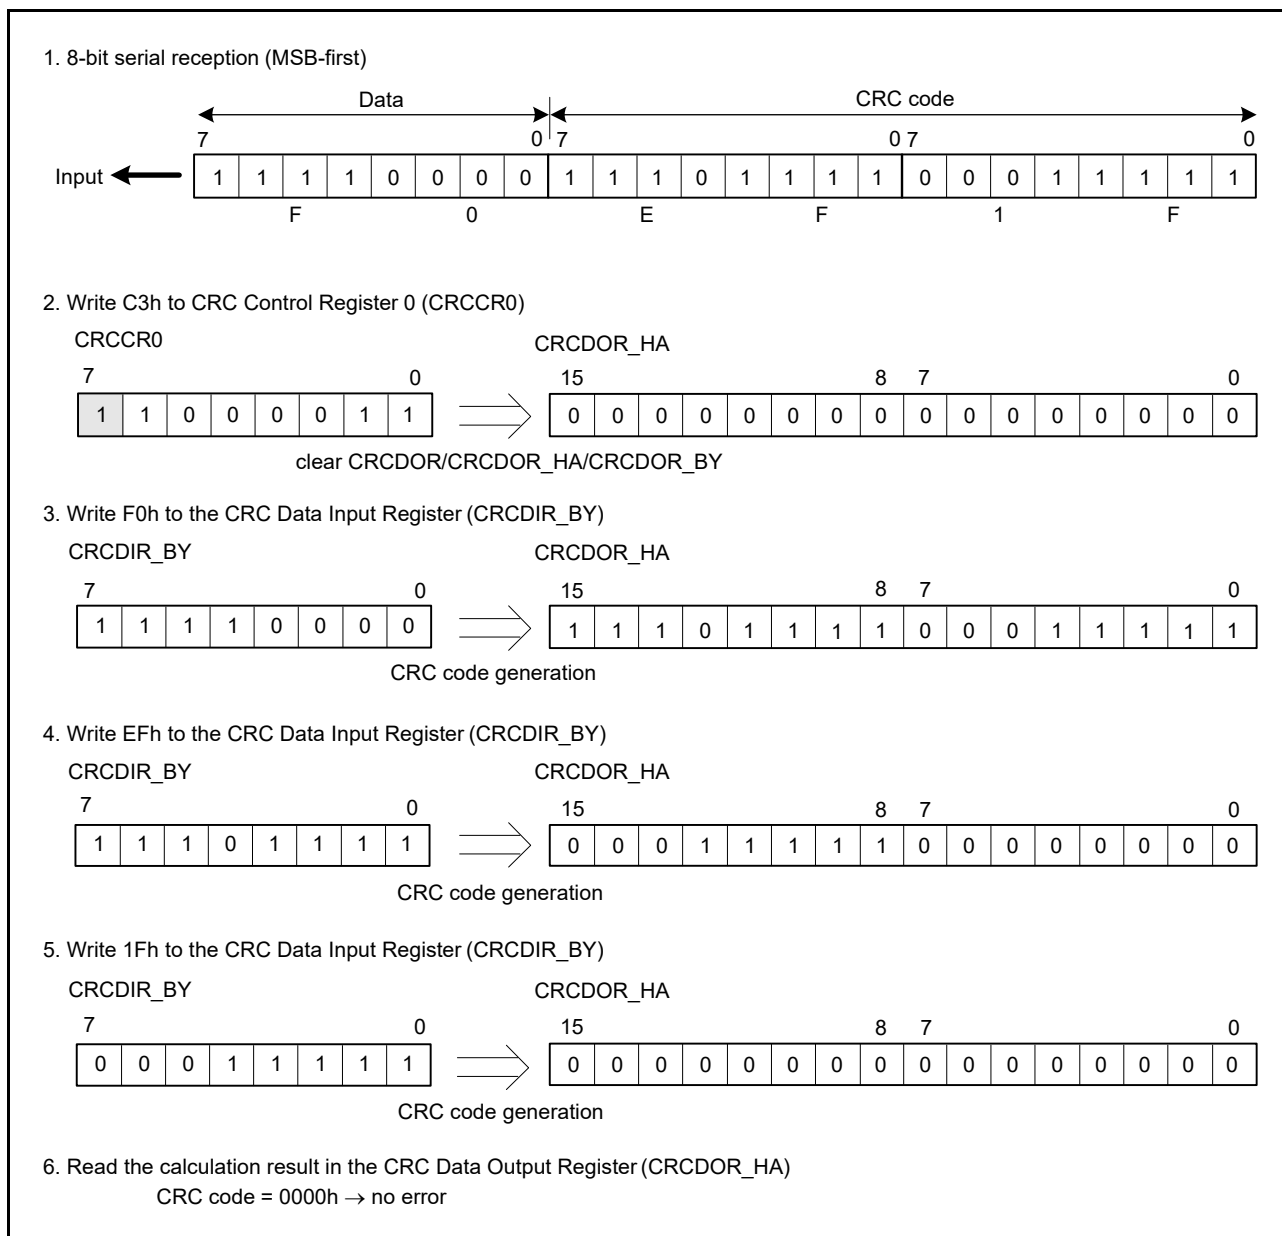 1. 8-bit serial reception (MSB-first)
Data CRC code
7 0 7 0 7 0
Input 1 1 1 1 0 0 0 0 1 1 1 0 1 1 1 1 0 0 0 1 1 1 1 1
F 0 E F 1 F
2. Write C3h to CRC Control Register 0 (CRCCR0)
CRCCR0 CRCDOR_HA
7 0 15 8 7 0
1 1 0 0 0 0 1 1 0 0 0 0 0 0 0 0 0 0 0 0 0 0 0 0
clear CRCDOR/CRCDOR_HA/CRCDOR_BY
3. Write F0h to the CRC Data Input Register (CRCDIR_BY)
CRCDIR_BY CRCDOR_HA
7 0 15 8 7 0
1 1 1 1 0 0 0 0 1 1 1 0 1 1 1 1 0 0 0 1 1 1 1 1
CRC code generation
4. Write EFh to the CRC Data Input Register (CRCDIR_BY)
CRCDIR_BY CRCDOR_HA
7 0 15 8 7 0
1 1 1 0 1 1 1 1 0 0 0 1 1 1 1 1 0 0 0 0 0 0 0 0
CRC code generation
5. Write 1Fh to the CRC Data Input Register (CRCDIR_BY)
CRCDIR_BY CRCDOR_HA
7 0 15 8 7 0
0 0 0 1 1 1 1 1 0 0 0 0 0 0 0 0 0 0 0 0 0 0 0 0
CRC code generation
6. Read the calculation result in the CRC Data Output Register (CRCDOR_HA)
CRC code = 0000h → no error